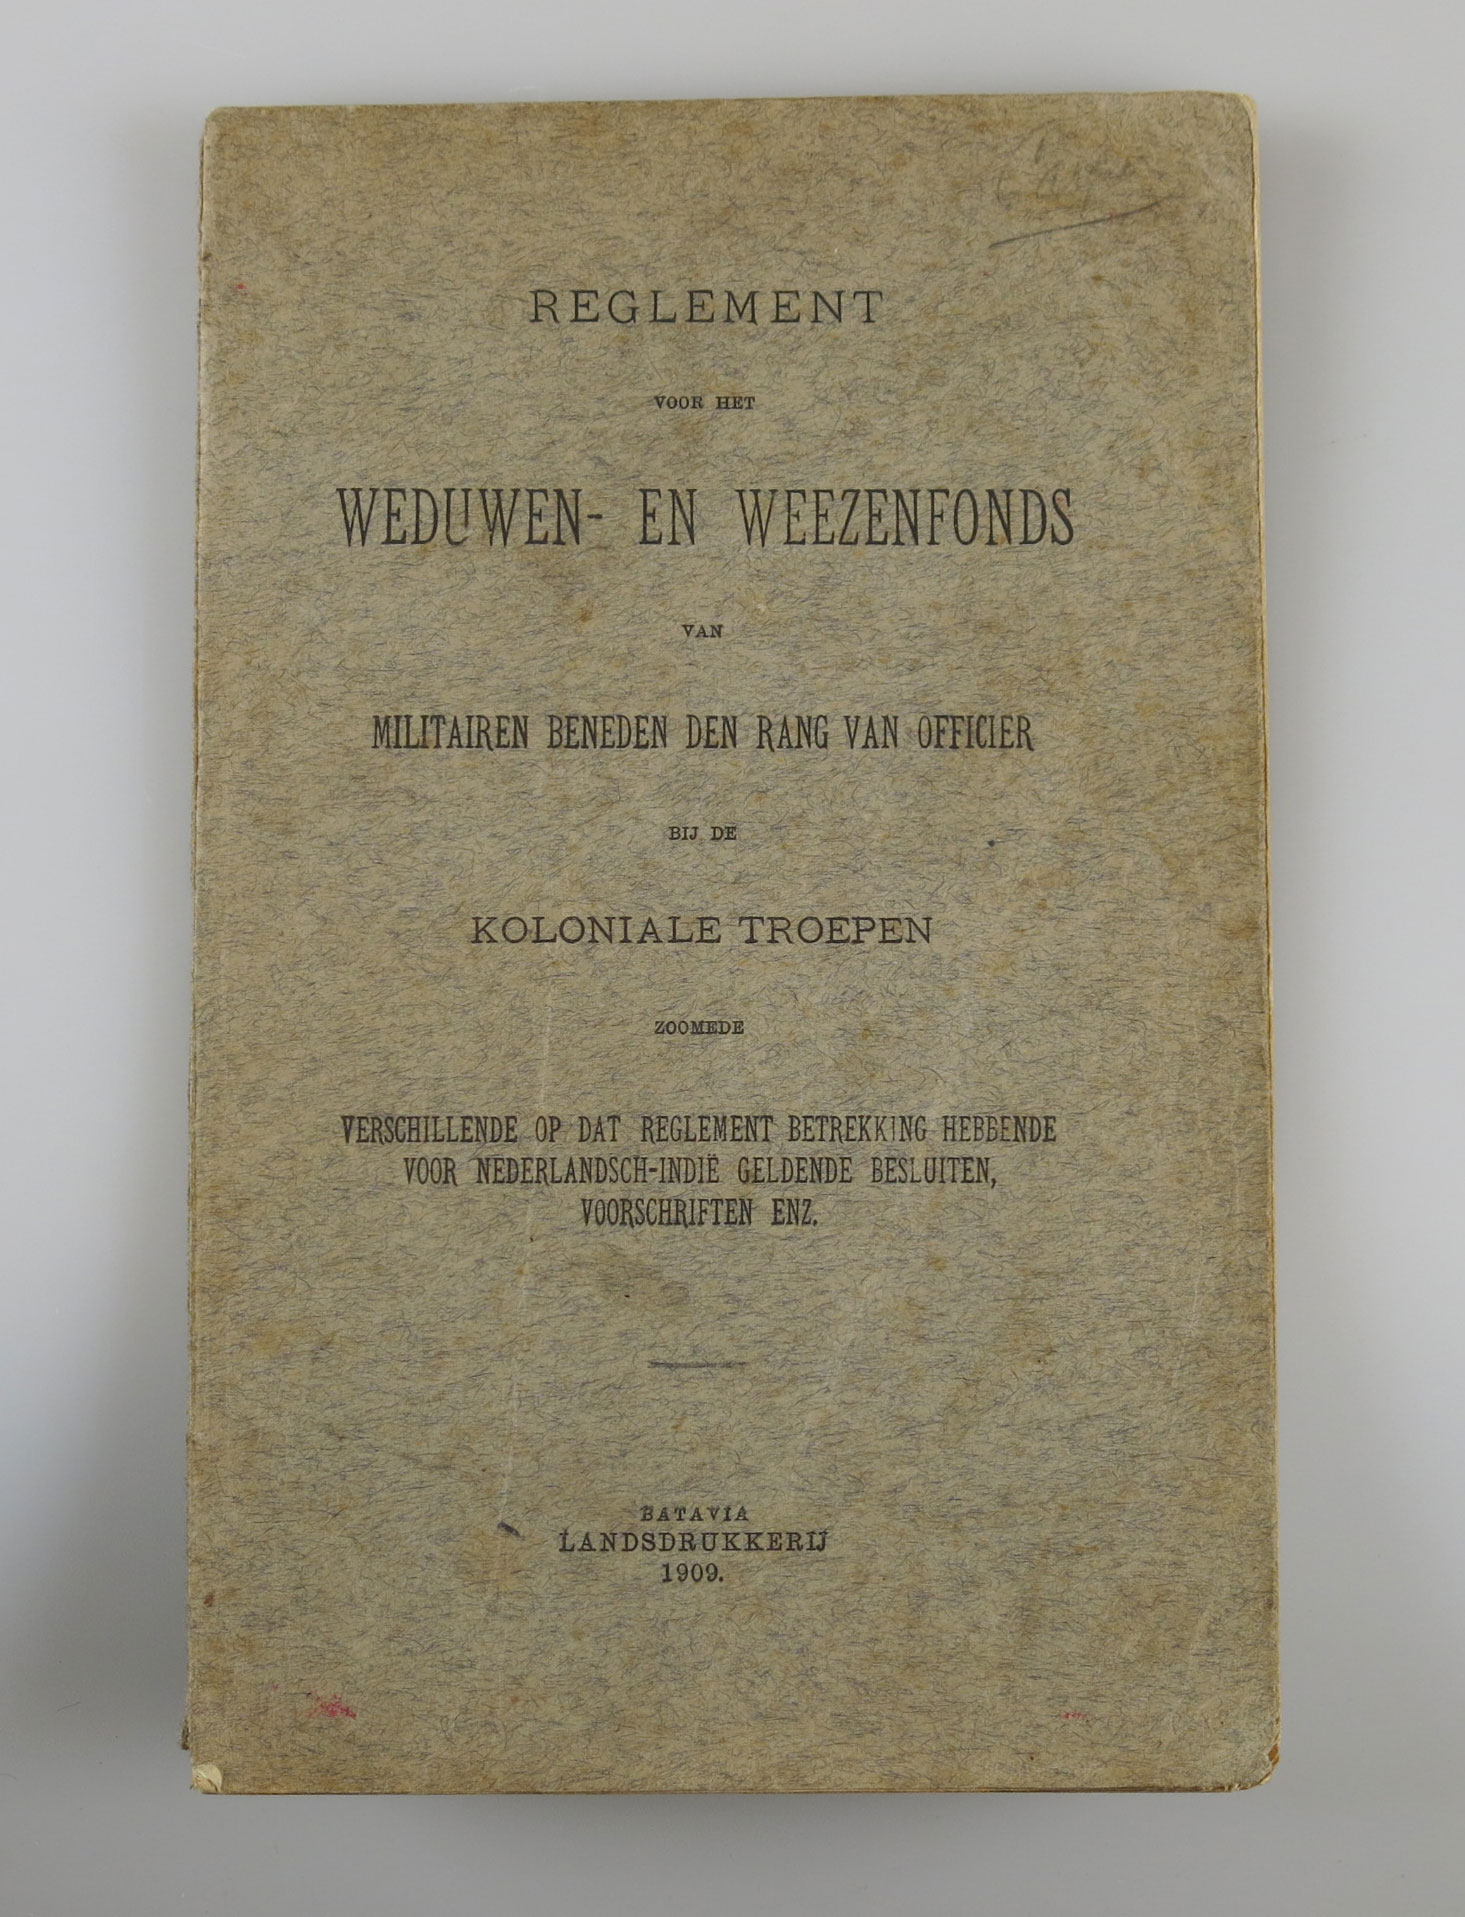 REGLEMENT
VOOR HET
WEDUWEN- EN WEEZENFONDS
VAN
MILITAIREN BENEDEN DEN RANG VAN OFFICIER
BIJ DE
KOLONIALE TROEPEN
ZOOMEDE
VERSCHILLENDE OP DAT REGLEMENT BETREKKING HEBBENDE
VOOR NEDERLANDSCH-INDIË GELDENDE BESLUITEN,
VOORSCHRIFTEN ENZ.
BATAVIA
LANDSDRUKKERIJ
1909.